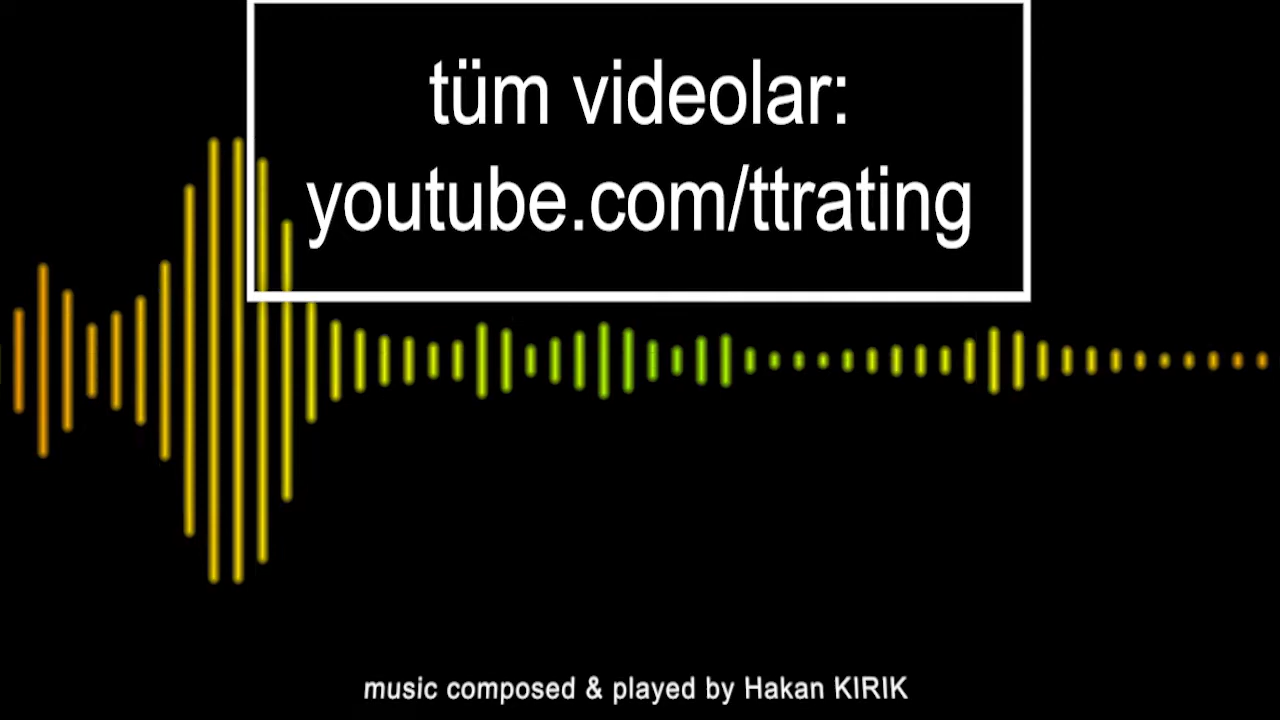 tüm videolar:
youtube.com/ttrating
music composed & played by Hakan KIRIK